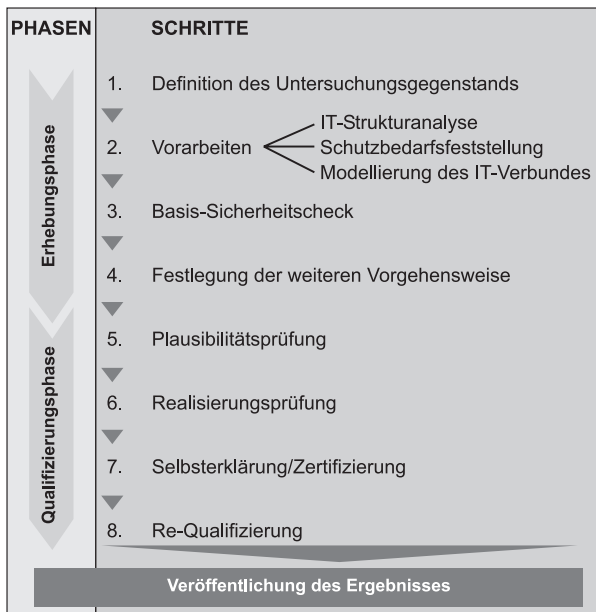 PHASEN SCHRITTE
Erhebungsphase
1. Definition des Untersuchungsgegenstands
2. Vorarbeiten
IT-Strukturanalyse
Schutzbedarfsfeststellung
Modellierung des IT-Verbundes
3. Basis-Sicherheitscheck
4. Festlegung der weiteren Vorgehensweise
Qualifizierungsphase
5. Plausibilitätsprüfung
6. Realisierungsprüfung
7. Selbsterklärung/Zertifizierung
8. Re-Qualifizierung
Veröffentlichung des Ergebnisses